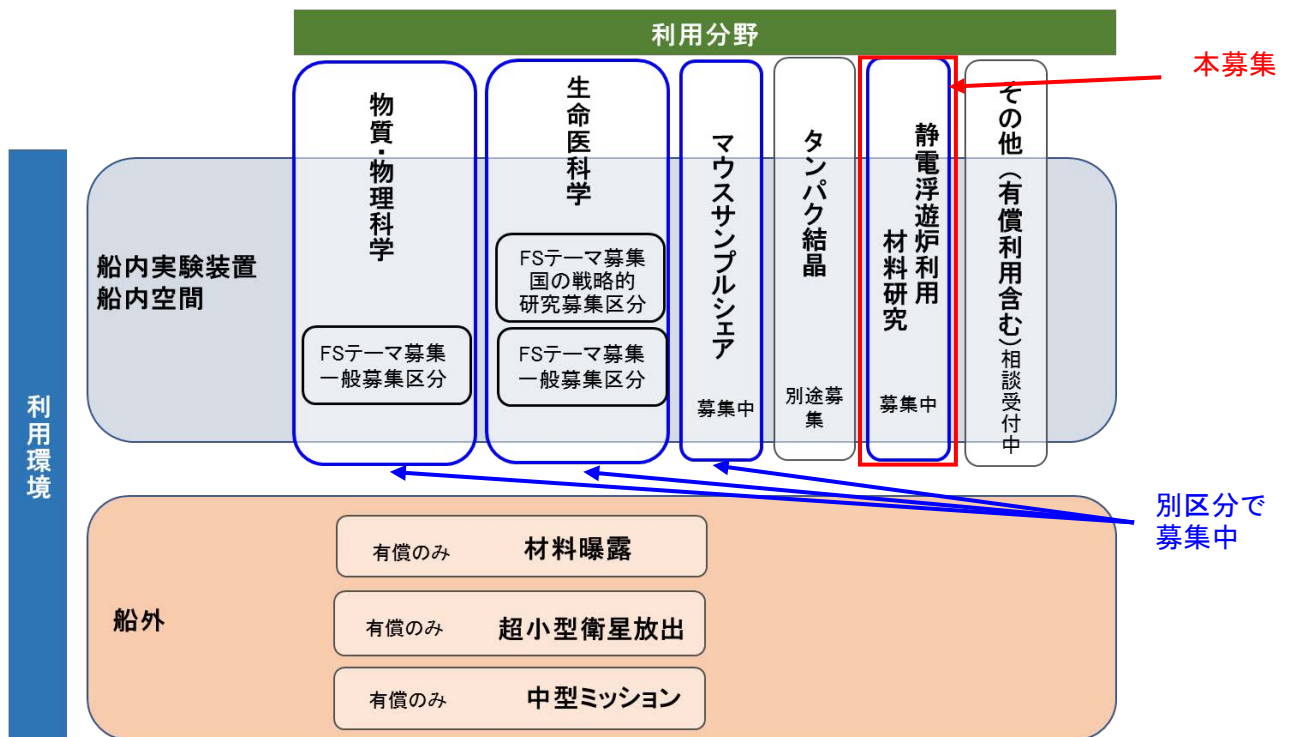 利用分野
本募集
物質・物理科学
生命医科学
マウスサンプルシェア
タンパク結晶
静電浮遊炉利用
材料研究
その他（有償利用含む）相談受付中
利用環境
船内実験装置
船内空間
FSテーマ募集
国の戦略的
研究募集区分
FSテーマ募集
一般募集区分
FSテーマ募集
一般募集区分
募集中
別途募
集
募集中
別区分で
募集中
船外
有償のみ 材料曝露
有償のみ 超小型衛星放出
有償のみ 中型ミッション